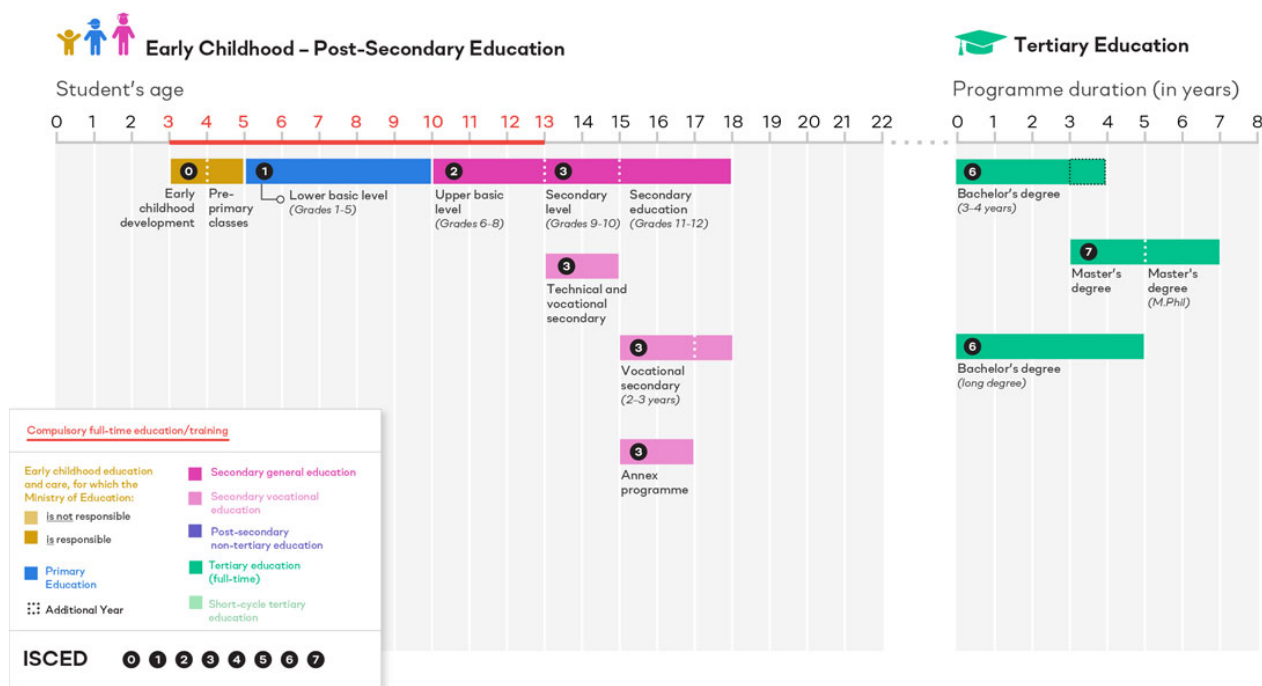 Early Childhood – Post-Secondary Education
Tertiary Education
Student's age
Programme duration (in years)
0 1 2 3 4 5 6 7 8 9 10 11 12 13 14 15 16 17 18 19 20 21 22
0 1 2 3 4 5 6 7 8
0
1
2
3
6
Early
childhood
development
Pre-
primary
classes
Lower basic level
(Grades 1-5)
Upper basic
level
(Grades 6-8)
Secondary
level
(Grades 9-10)
Secondary
education
(Grades 11-12)
Bachelor's degree
(3-4 years)
3
Technical and
vocational
secondary
7
Master's
degree
Master's
degree
(M.Phil)
3
Vocational
secondary
(2-3 years)
6
Bachelor's degree
(long degree)
3
Annex
programme
Compulsory full-time education/training
Early childhood education
and care, for which the
Ministry of Education:
is not responsible
is responsible
Primary
Education
Additional Year
Secondary general education
Secondary vocational
education
Post-secondary
non-tertiary education
Tertiary education
(full-time)
Short-cycle tertiary
education
ISCED 0 1 2 3 4 5 6 7